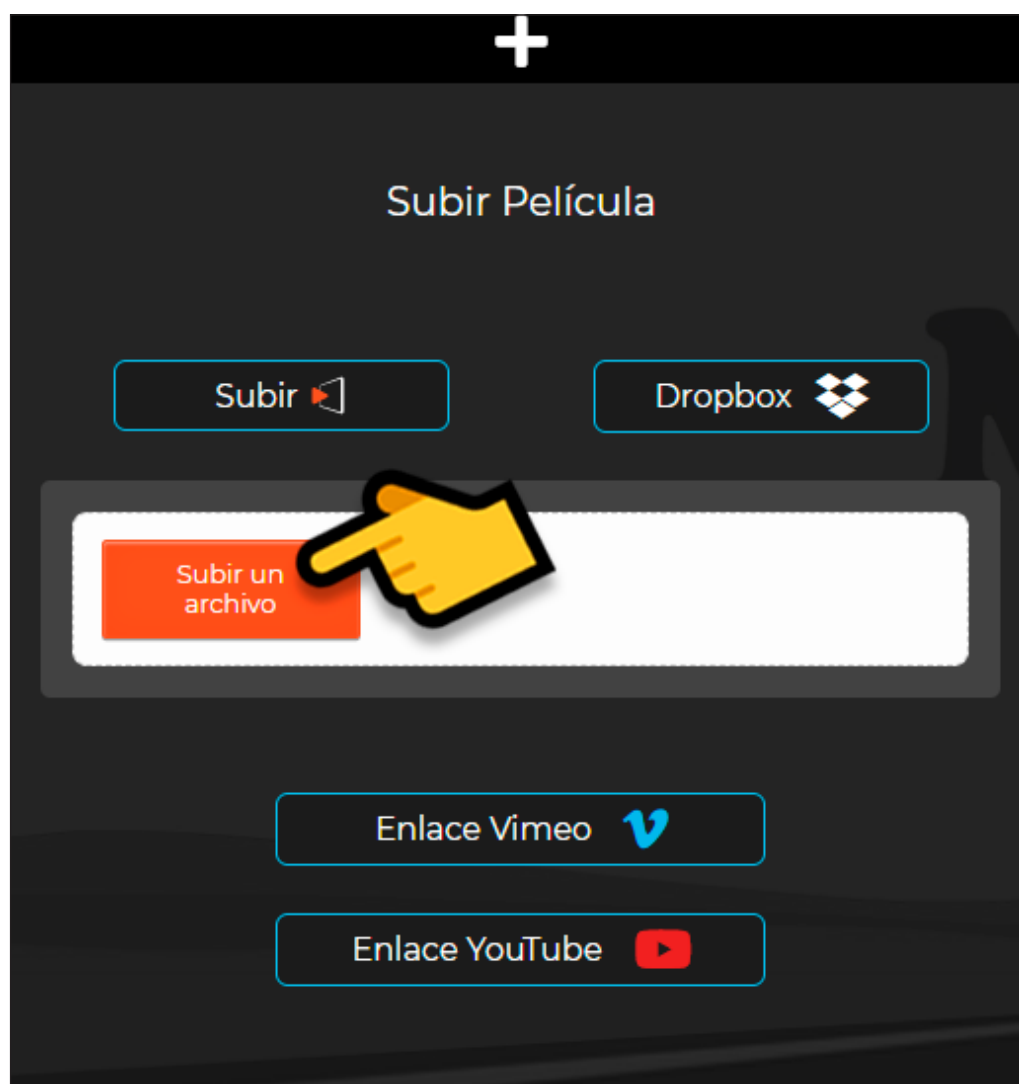 Subir Película
Subir
Dropbox
Subir un
archivo
Enlace Vimeo
Enlace YouTube